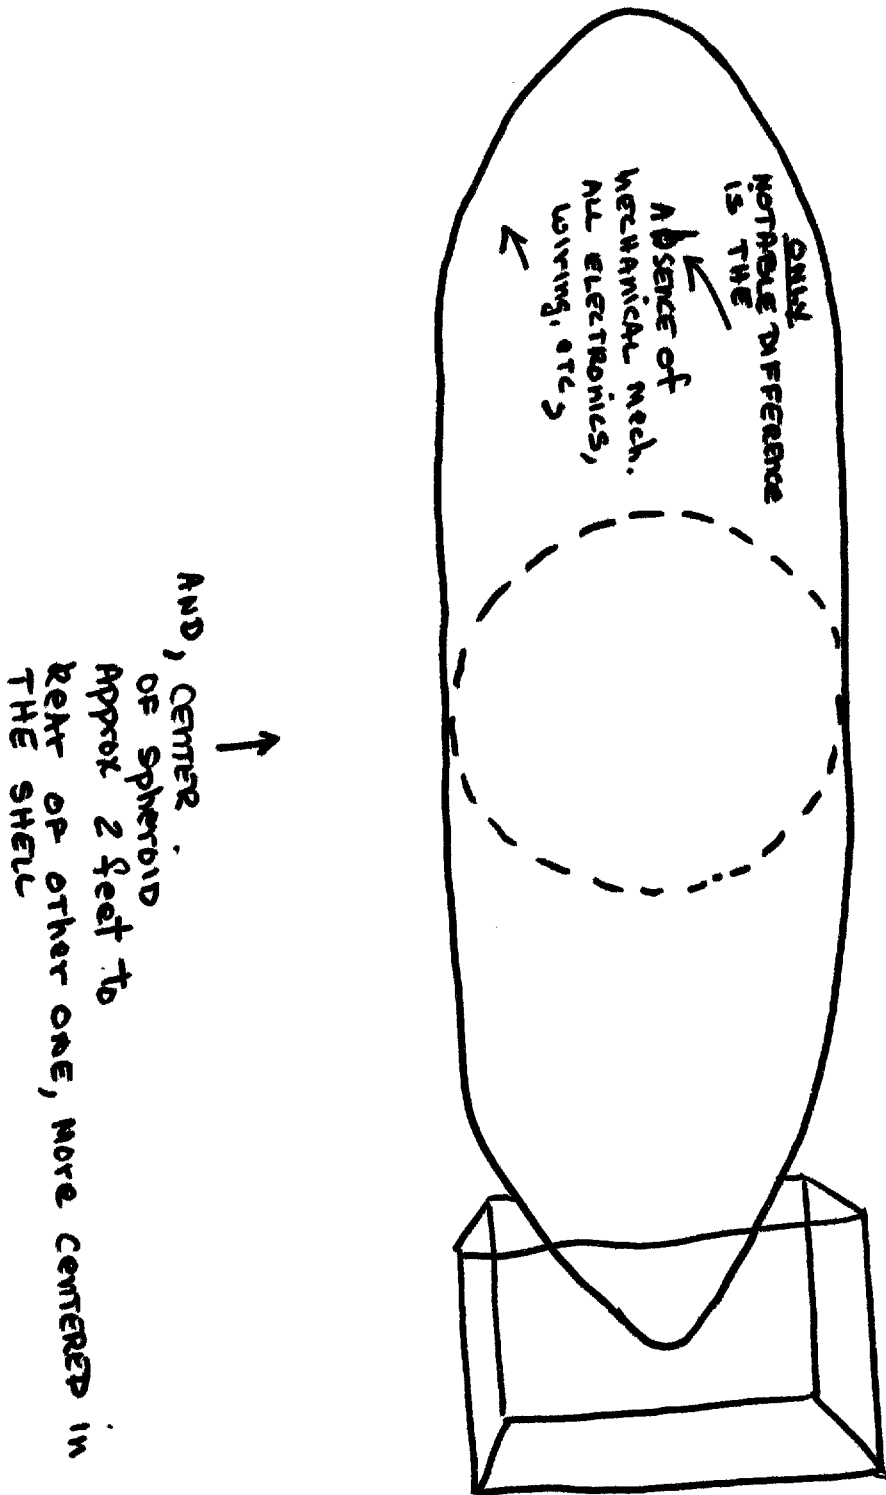 ONLY
NOTABLE DIFFERENCE
IS THE
ABSENCE OF
MECHANICAL MECH.
ALL ELECTRONICS,
WIRING, ETC
AND, CENTER
OF SPHEROID
APPROX 2 feet to
REAR OF OTHER ONE, MORE CENTERED IN
THE SHELL